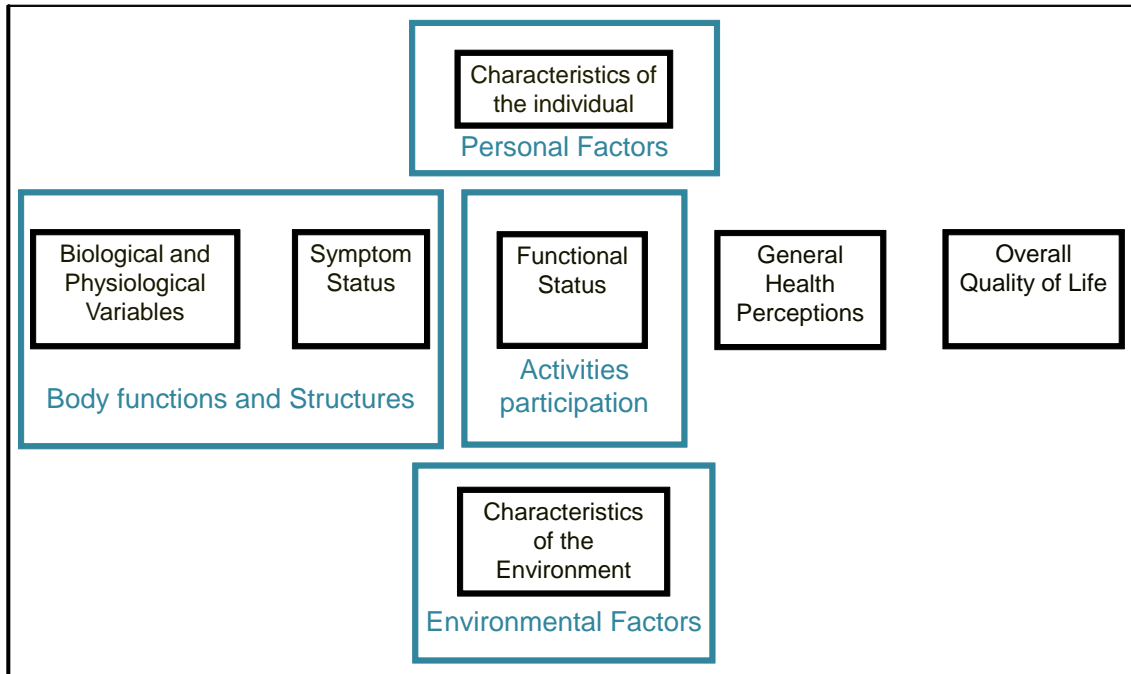 Characteristics of
the individual
Personal Factors
Biological and
Physiological
Variables
Symptom
Status
Body functions and Structures
Functional
Status
Activities
participation
General
Health
Perceptions
Overall
Quality of Life
Characteristics
of the
Environment
Environmental Factors